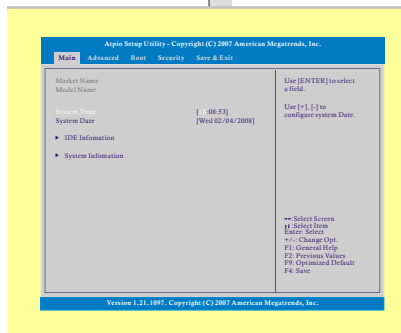 Atpio Setup Utility - Copyright (C) 2007 American Megatrends, Inc.
Main Advanced Boot Security Save & Exit
Market Name
Model Name
System Time [ :08:53]
System Date [Wed 02/04/2008]
► IDE Infomation
► System Infomation
Use [ENTER] to select
a field.
Use [+], [-] to
configure system Date.
↔:Select Screen
↑↓:Select Item
Enter: Select
+/-: Change Opt.
F1: General Help
F2: Previous Values
F9: Optimized Default
F4: Save
Version 1.21.1097. Copyright (C) 2007 American Megatrends, Inc.